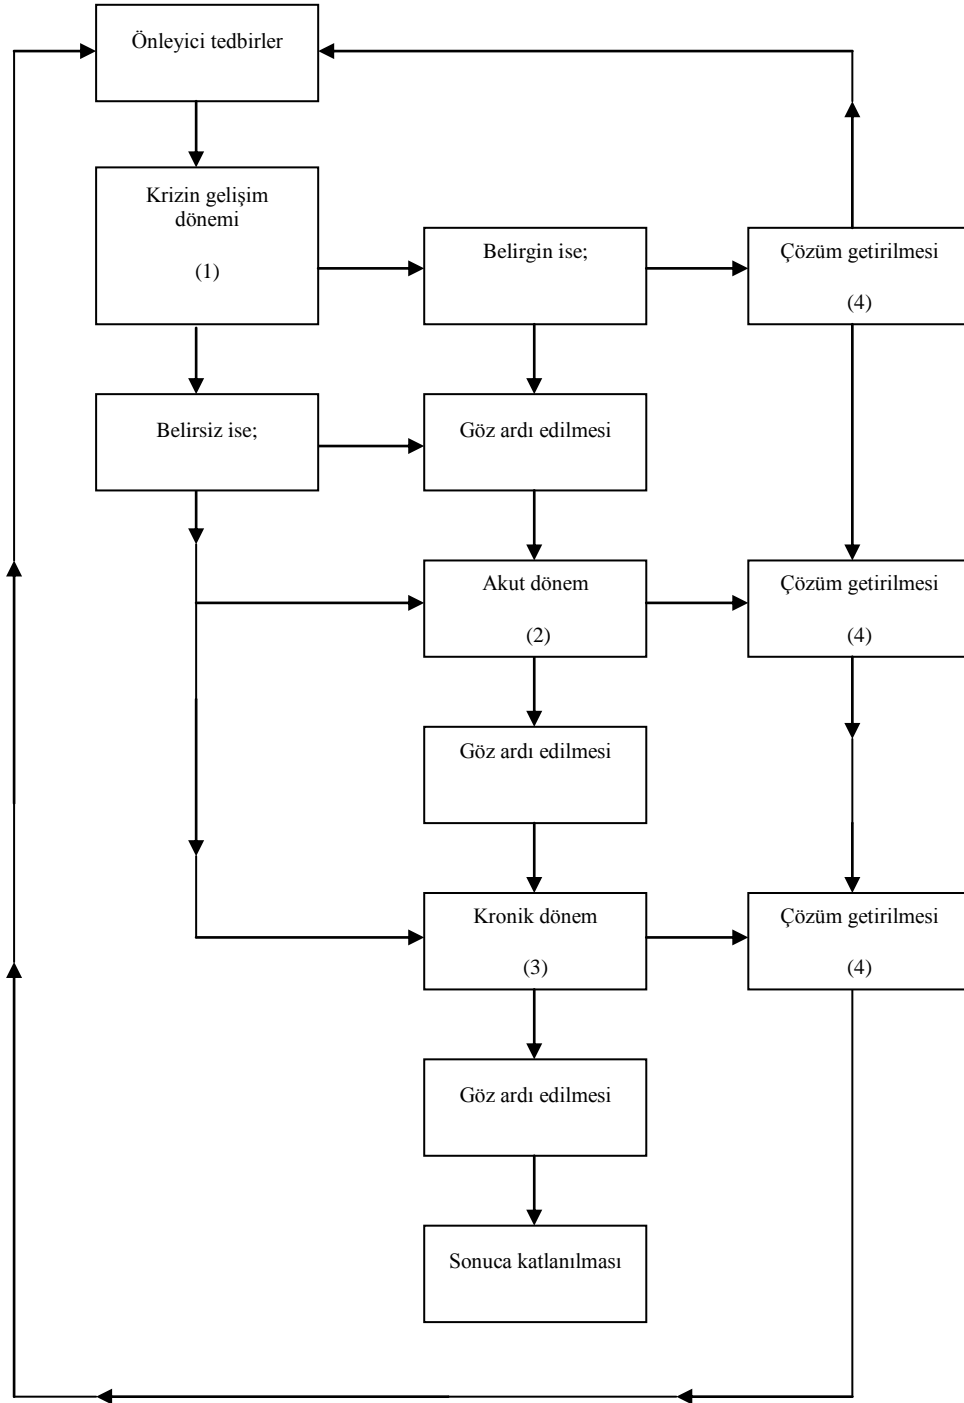 Önleyici tedbirler
Krizin gelişim
dönemi
(1)
Belirgin ise;
Çözüm getirilmesi
(4)
Belirsiz ise;
Göz ardı edilmesi
Akut dönem
(2)
Çözüm getirilmesi
(4)
Göz ardı edilmesi
Kronik dönem
(3)
Çözüm getirilmesi
(4)
Göz ardı edilmesi
Sonuca katlanılması